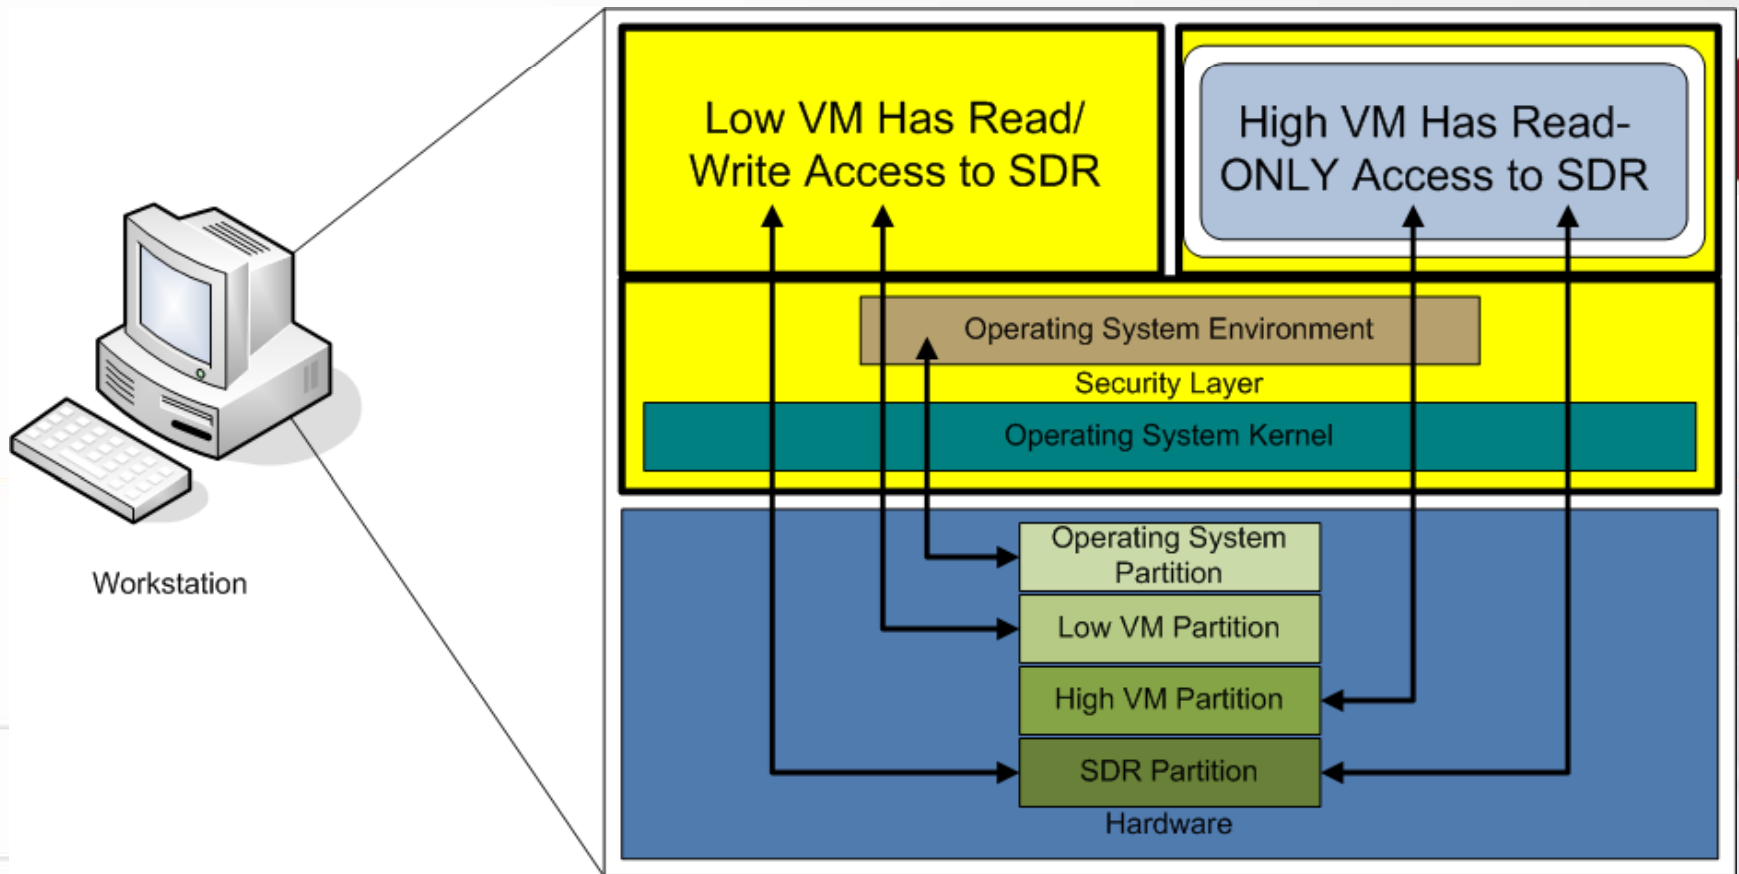 Low VM Has Read/
Write Access to SDR
High VM Has Read-
ONLY Access to SDR
Operating System Environment
Security Layer
Operating System Kernel
Operating System
Partition
Low VM Partition
High VM Partition
SDR Partition
Hardware
Workstation